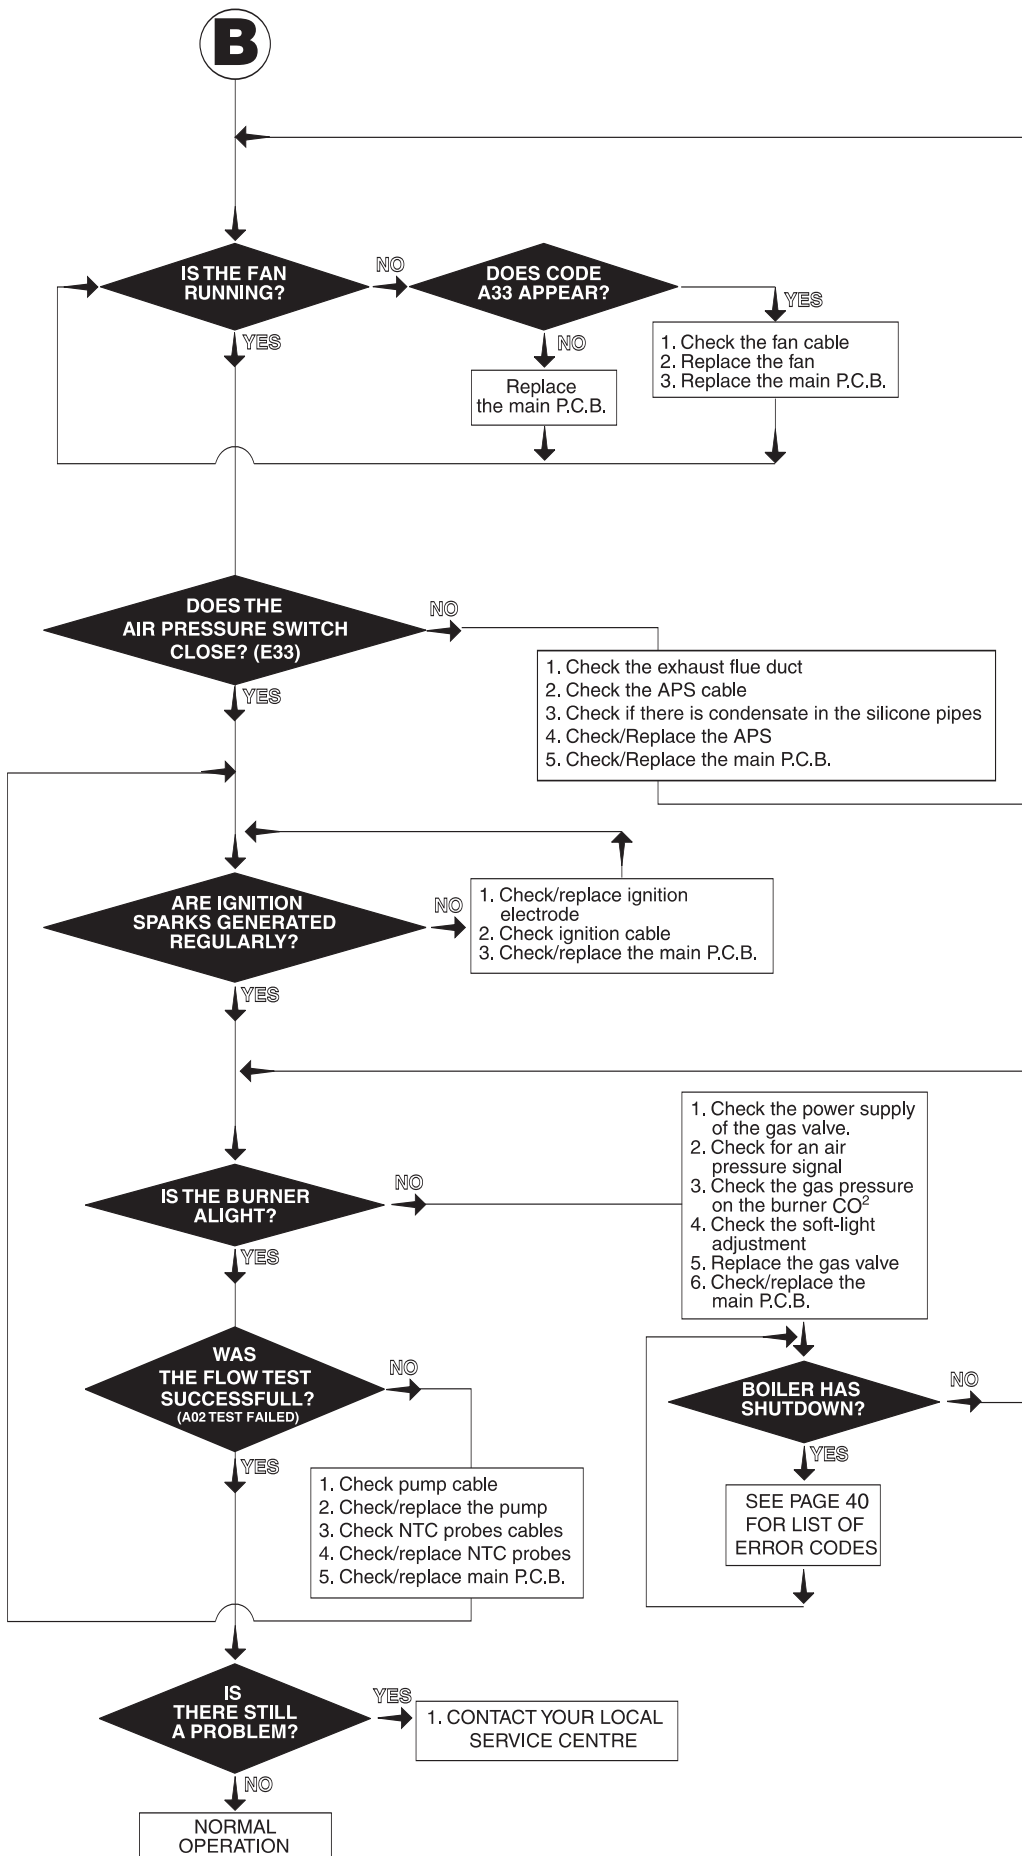 B
IS THE FAN
RUNNING?
NO
DOES CODE
A33 APPEAR?
YES
1. Check the fan cable
2. Replace the fan
3. Replace the main P.C.B.
NO
Replace
the main P.C.B.
YES
DOES THE
AIR PRESSURE SWITCH
CLOSE? (E33)
NO
1. Check the exhaust flue duct
2. Check the APS cable
3. Check if there is condensate in the silicone pipes
4. Check/Replace the APS
5. Check/Replace the main P.C.B.
YES
ARE IGNITION
SPARKS GENERATED
REGULARLY?
NO
1. Check/replace ignition
electrode
2. Check ignition cable
3. Check/replace the main P.C.B.
YES
IS THE BURNER
ALIGHT?
NO
1. Check the power supply
of the gas valve.
2. Check for an air
pressure signal
3. Check the gas pressure
on the burner CO²
4. Check the soft-light
adjustment
5. Replace the gas valve
6. Check/replace the
main P.C.B.
YES
BOILER HAS
SHUTDOWN?
NO
YES
SEE PAGE 40
FOR LIST OF
ERROR CODES
WAS
THE FLOW TEST
SUCCESSFULL?
(A02 TEST FAILED)
NO
1. Check pump cable
2. Check/replace the pump
3. Check NTC probes cables
4. Check/replace NTC probes
5. Check/replace main P.C.B.
YES
IS
THERE STILL
A PROBLEM?
YES
1. CONTACT YOUR LOCAL
SERVICE CENTRE
NO
NORMAL
OPERATION